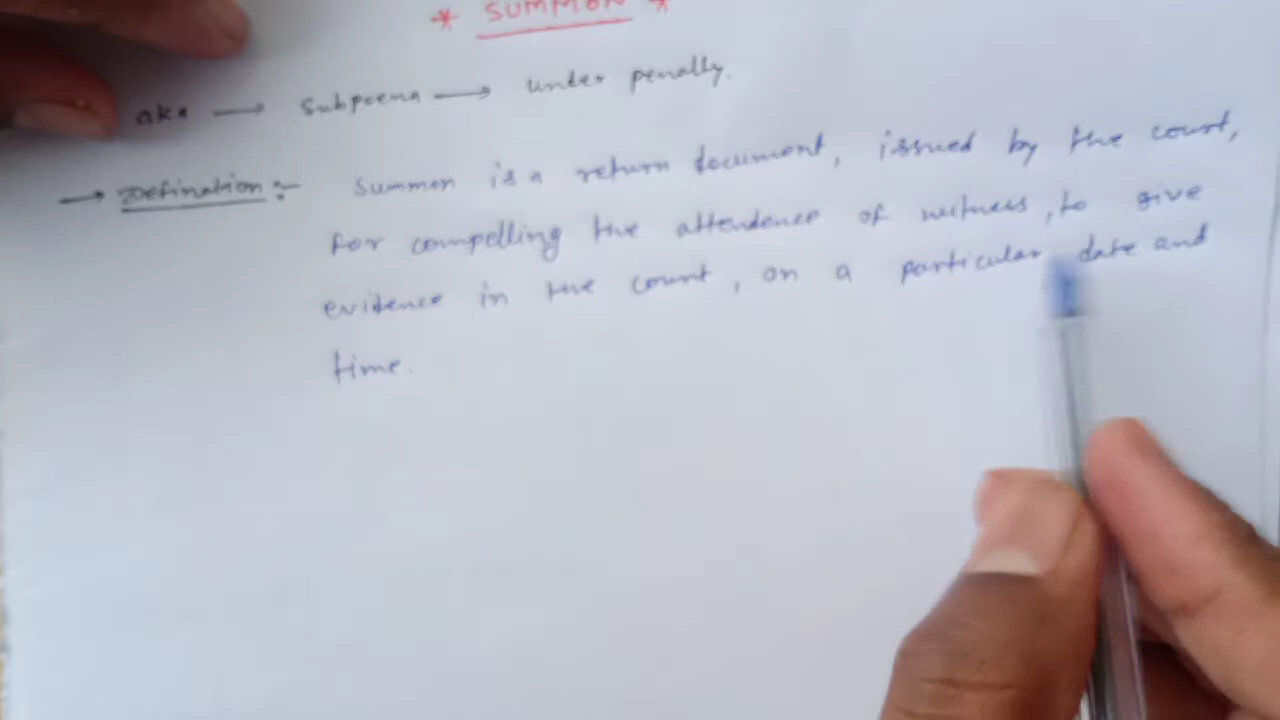 * SUMMON *
aka → Subpoena → under penally.
→ Defination :- Summon is a return document, issued by the court,
for compelling the attendence of witness, to give
evidence in the court, on a particular date and
time.